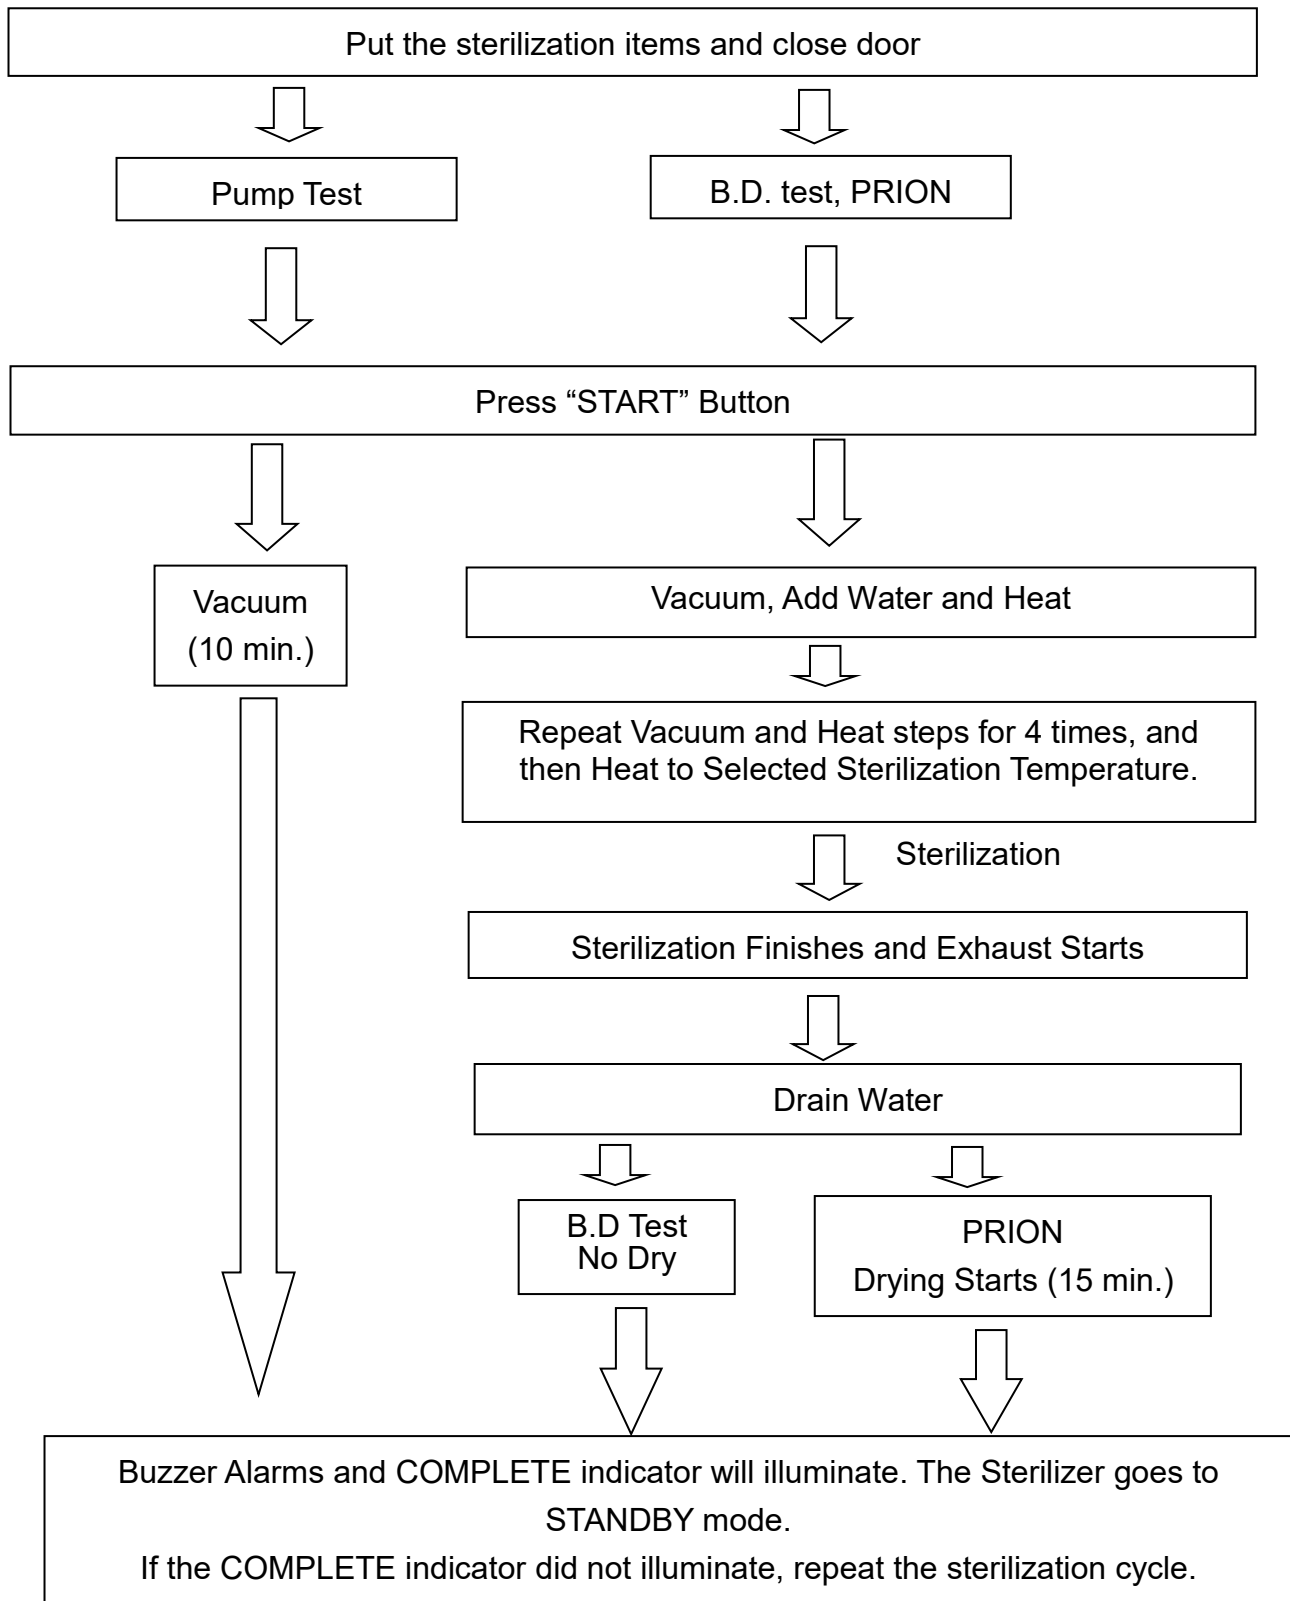 Put the sterilization items and close door
Pump Test
B.D. test, PRION
Press “START” Button
Vacuum
(10 min.)
Vacuum, Add Water and Heat
Repeat Vacuum and Heat steps for 4 times, and
then Heat to Selected Sterilization Temperature.
Sterilization
Sterilization Finishes and Exhaust Starts
Drain Water
B.D Test
No Dry
PRION
Drying Starts (15 min.)
Buzzer Alarms and COMPLETE indicator will illuminate. The Sterilizer goes to
STANDBY mode.
If the COMPLETE indicator did not illuminate, repeat the sterilization cycle.